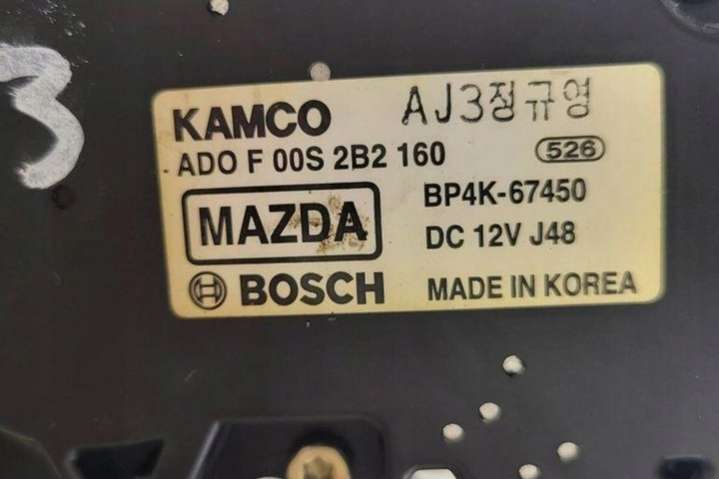 3
KAMCO AJ3정규영
ADO F 00S 2B2 160 526
MAZDA BP4K-67450
DC 12V J48
BOSCH MADE IN KOREA